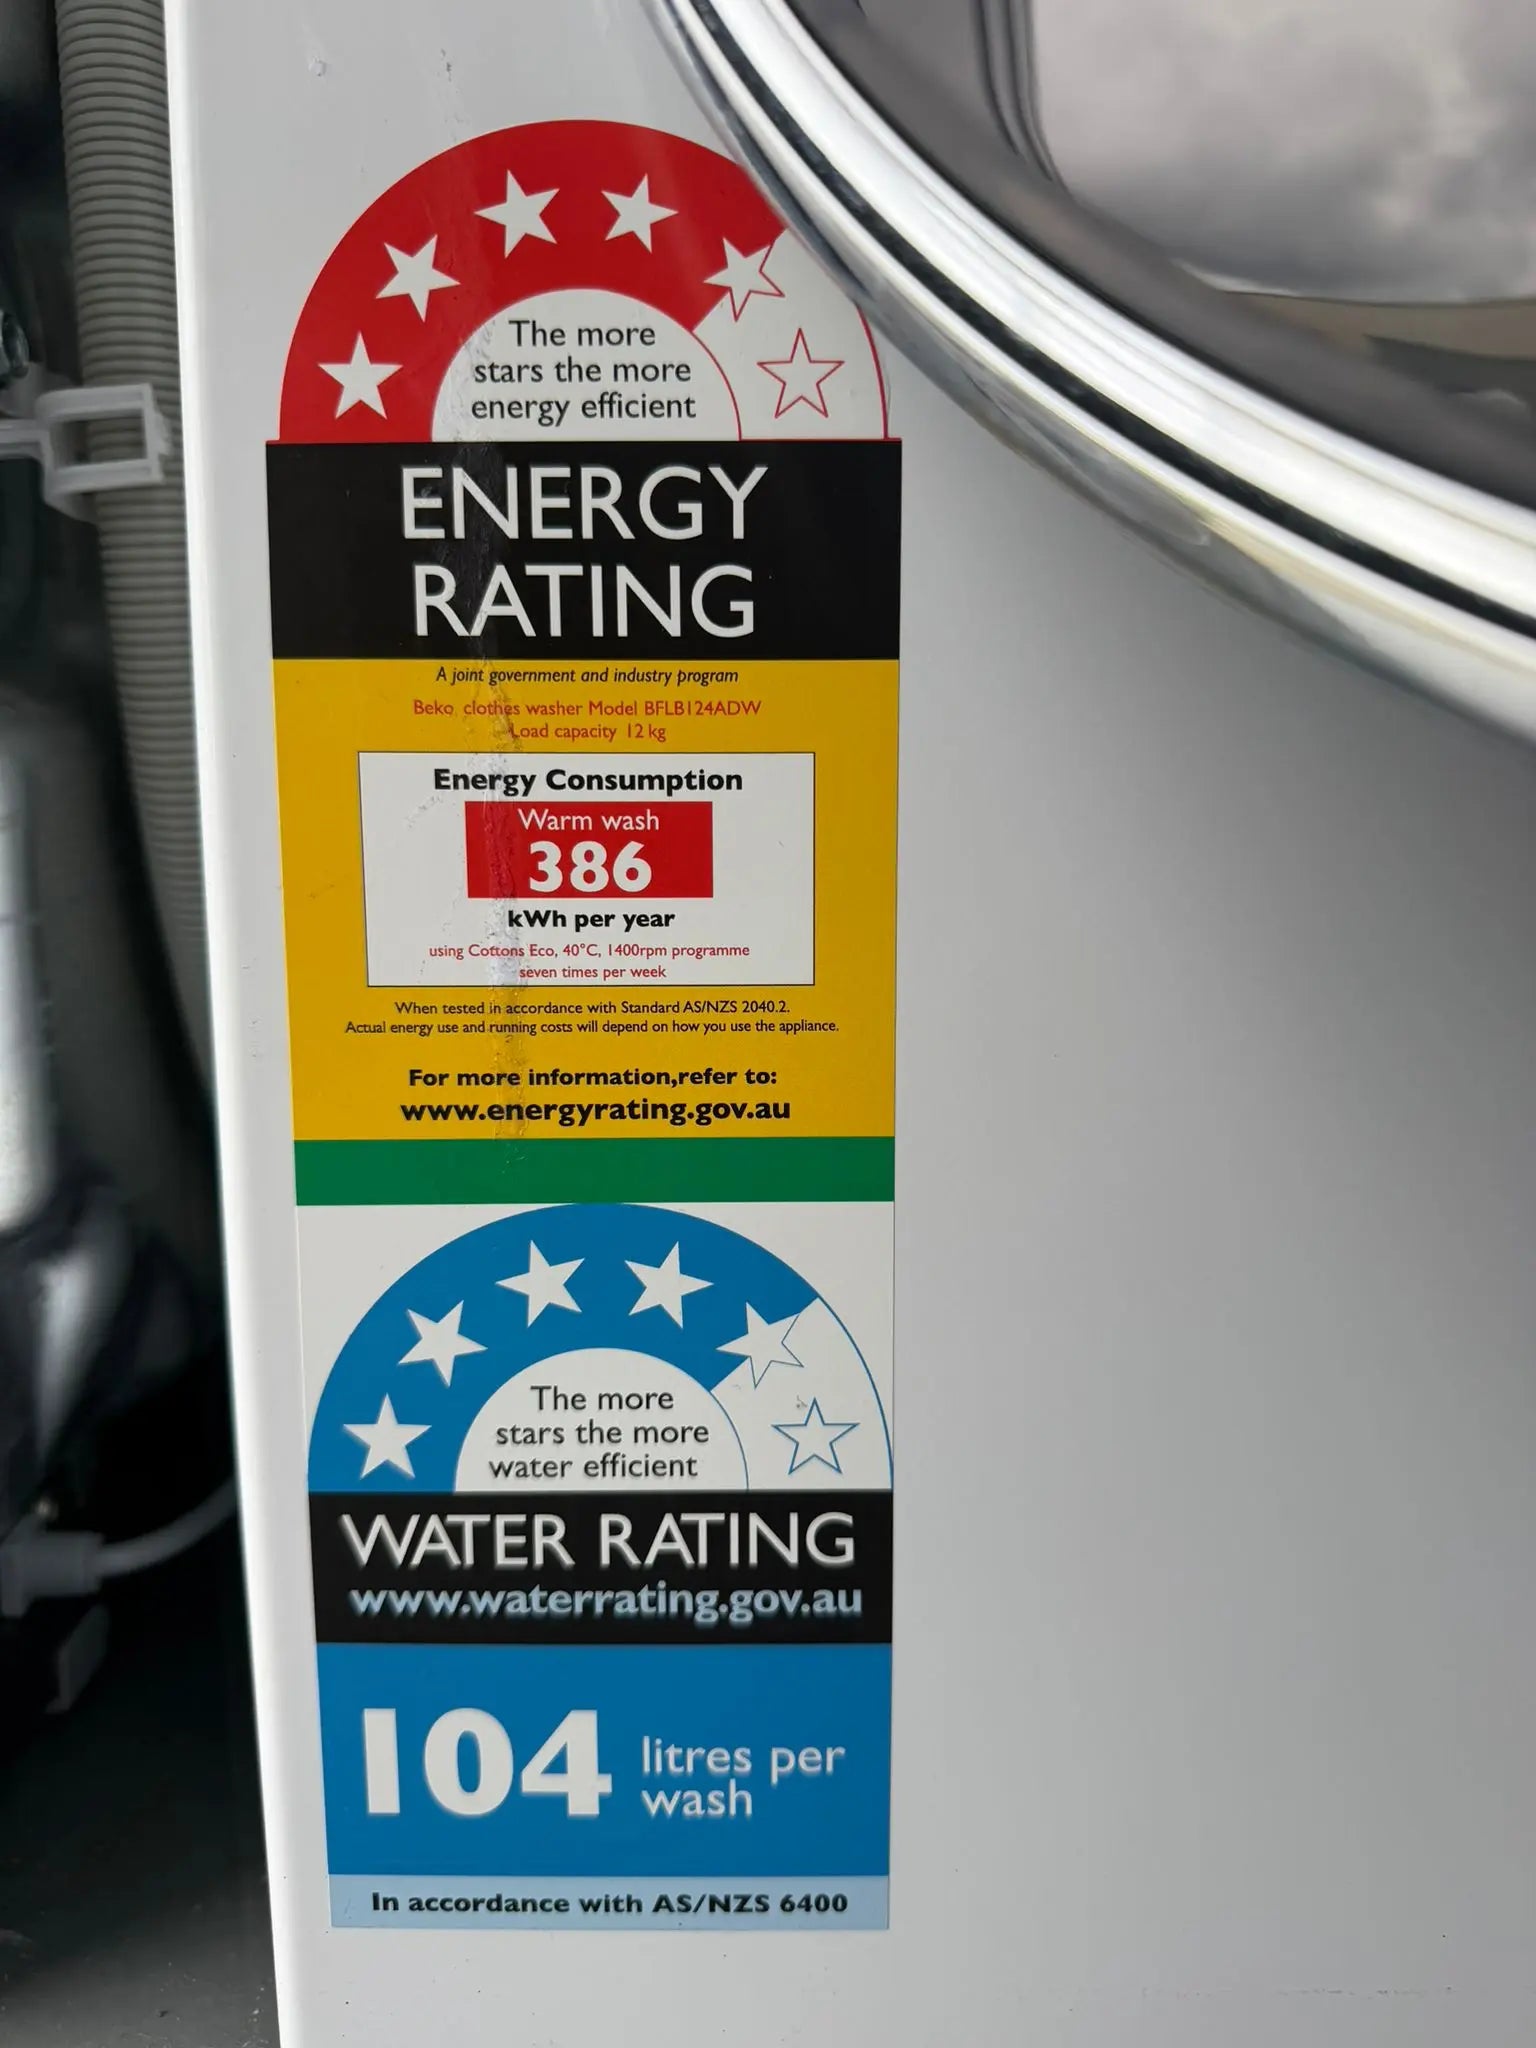 The more
stars the more
energy efficient
ENERGY
RATING
A joint government and industry program
Beko clothes washer Model BFLB124ADW
Load capacity 12 kg
Energy Consumption
Warm wash
386
kWh per year
using Cottons Eco, 40°C, 1400rpm programme
seven times per week
When tested in accordance with Standard AS/NZS 2040.2.
Actual energy use and running costs will depend on how you use the appliance.
For more information,refer to:
www.energyrating.gov.au
The more
stars the more
water efficient
WATER RATING
www.waterrating.gov.au
104 litres per
wash
In accordance with AS/NZS 6400